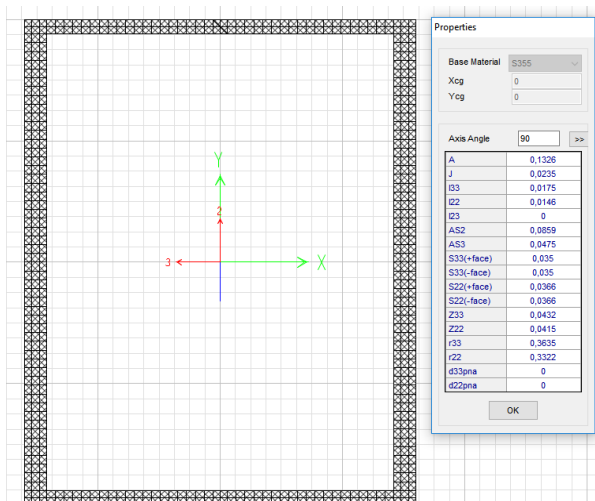 Properties
Base Material S355
Xcg 0
Ycg 0
Axis Angle 90 >>
A 0,1326
J 0,0235
I33 0,0175
I22 0,0146
I23 0
AS2 0,0859
AS3 0,0475
S33(+face) 0,035
S33(-face) 0,035
S22(+face) 0,0366
S22(-face) 0,0366
Z33 0,0432
Z22 0,0415
r33 0,3635
r22 0,3322
d33pna 0
d22pna 0
OK
Y
2
3
X